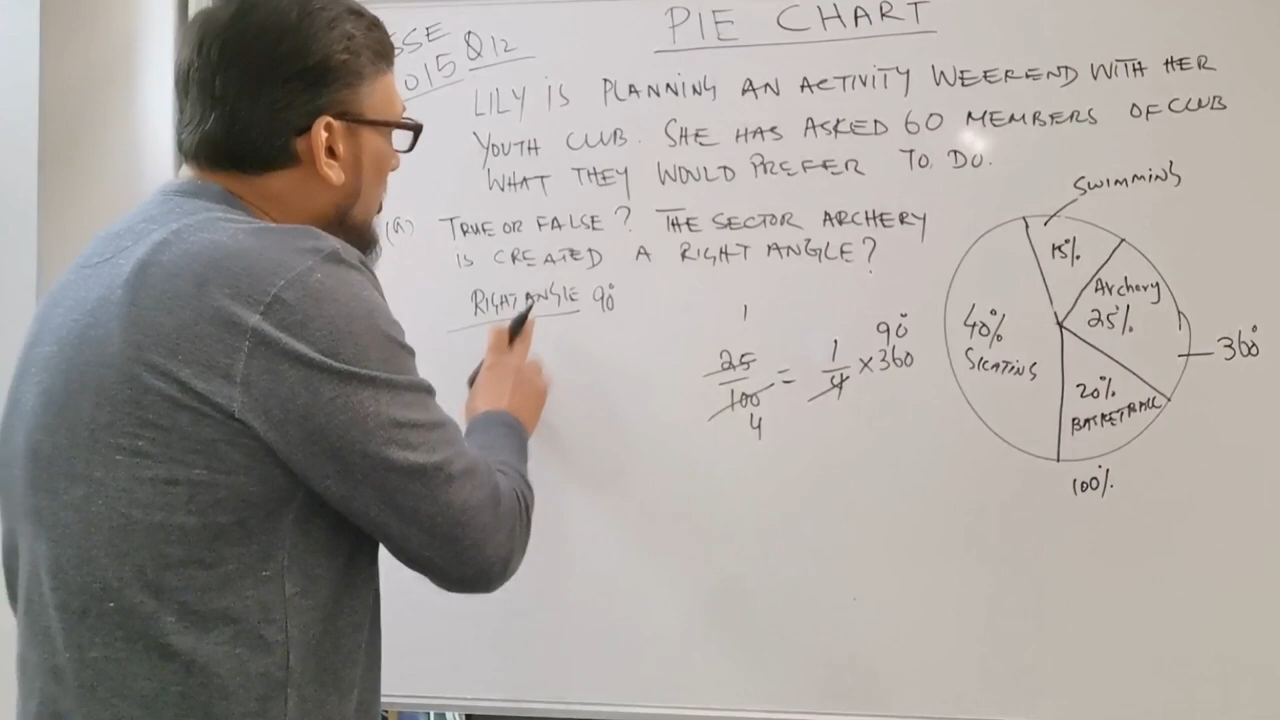 PIE CHART
SSE
2015 Q12
LILY IS PLANNING AN ACTIVITY WEEKEND WITH HER
YOUTH CLUB. SHE HAS ASKED 60 MEMBERS OF CLUB
WHAT THEY WOULD PREFER TO DO.
(A) TRUE OR FALSE? THE SECTOR ARCHERY
IS CREATED A RIGHT ANGLE?
RIGHT ANGLE 90°
1
25/100 = 1/4 × 360
90°
4
SWIMMING
15%
Archery
25%
40%
SKATING
20%
BASKETBALL
360°
100%